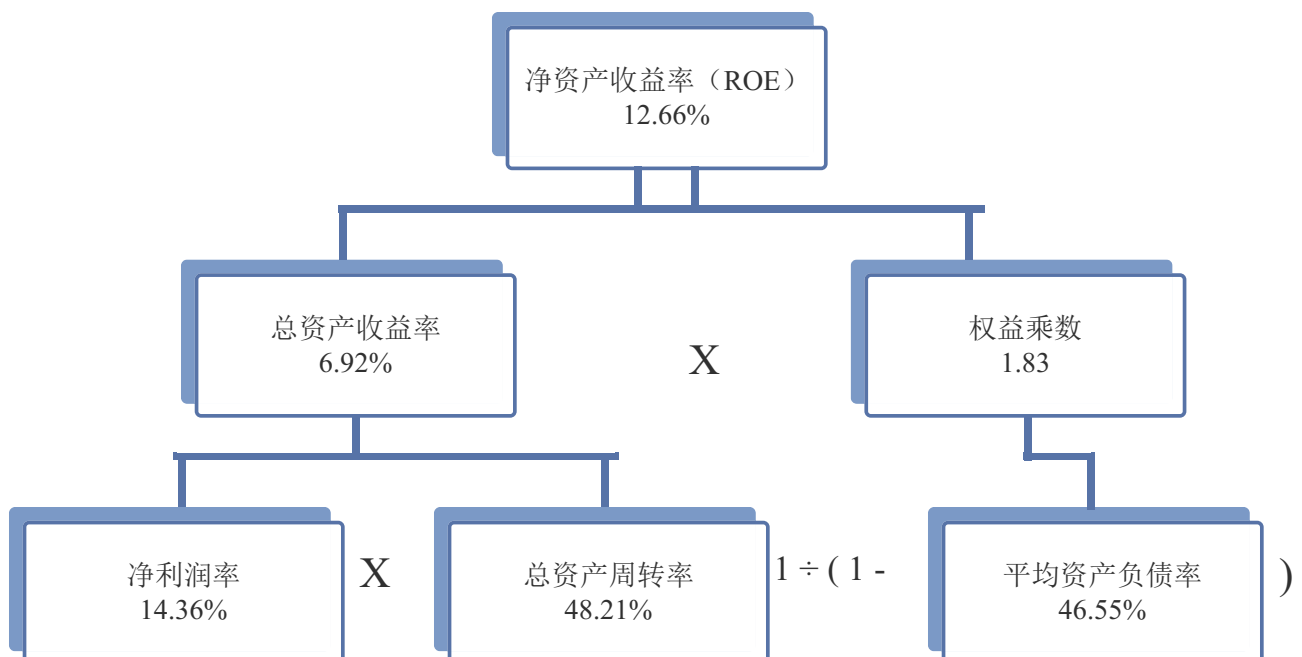 净资产收益率（ROE）
12.66%
总资产收益率
6.92%
X
权益乘数
1.83
净利润率
14.36%
X
总资产周转率
48.21%
1 ÷ ( 1 -
平均资产负债率
46.55%
)